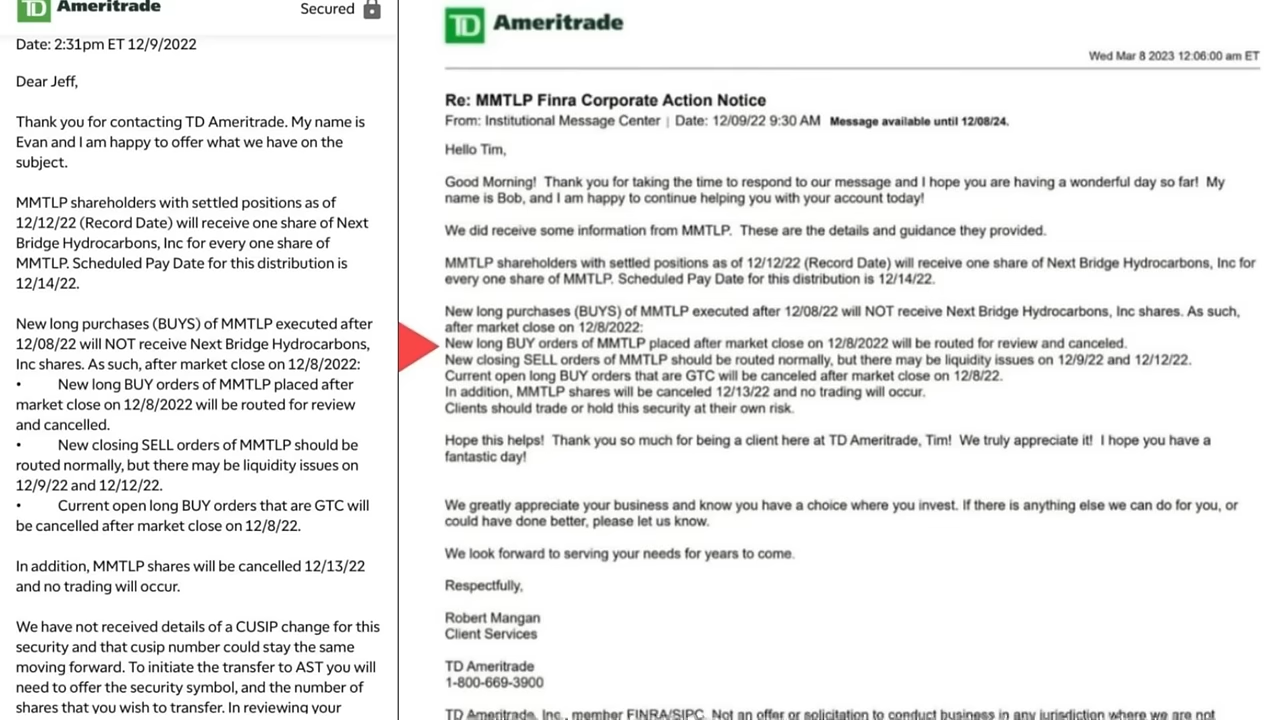 TD Ameritrade
Secured
Date: 2:31pm ET 12/9/2022
Dear Jeff,
Thank you for contacting TD Ameritrade. My name is
Evan and I am happy to offer what we have on the
subject.
MMTLP shareholders with settled positions as of
12/12/22 (Record Date) will receive one share of Next
Bridge Hydrocarbons, Inc for every one share of
MMTLP. Scheduled Pay Date for this distribution is
12/14/22.
New long purchases (BUYS) of MMTLP executed after
12/08/22 will NOT receive Next Bridge Hydrocarbons,
Inc shares. As such, after market close on 12/8/2022:
• New long BUY orders of MMTLP placed after
market close on 12/8/2022 will be routed for review
and cancelled.
• New closing SELL orders of MMTLP should be
routed normally, but there may be liquidity issues on
12/9/22 and 12/12/22.
• Current open long BUY orders that are GTC will
be cancelled after market close on 12/8/22.
In addition, MMTLP shares will be cancelled 12/13/22
and no trading will occur.
We have not received details of a CUSIP change for this
security and that cusip number could stay the same
moving forward. To initiate the transfer to AST you will
need to offer the security symbol, and the number of
shares that you wish to transfer. In reviewing your
TD Ameritrade
Wed Mar 8 2023 12:06:00 am ET
Re: MMTLP Finra Corporate Action Notice
From: Institutional Message Center | Date: 12/09/22 9:30 AM Message available until 12/08/24.
Hello Tim,
Good Morning! Thank you for taking the time to respond to our message and I hope you are having a wonderful day so far! My
name is Bob, and I am happy to continue helping you with your account today!
We did receive some information from MMTLP. These are the details and guidance they provided.
MMTLP shareholders with settled positions as of 12/12/22 (Record Date) will receive one share of Next Bridge Hydrocarbons, Inc for
every one share of MMTLP. Scheduled Pay Date for this distribution is 12/14/22.
New long purchases (BUYS) of MMTLP executed after 12/08/22 will NOT receive Next Bridge Hydrocarbons, Inc shares. As such,
after market close on 12/8/2022:
New long BUY orders of MMTLP placed after market close on 12/8/2022 will be routed for review and canceled.
New closing SELL orders of MMTLP should be routed normally, but there may be liquidity issues on 12/9/22 and 12/12/22.
Current open long BUY orders that are GTC will be canceled after market close on 12/8/22.
In addition, MMTLP shares will be canceled 12/13/22 and no trading will occur.
Clients should trade or hold this security at their own risk.
Hope this helps! Thank you so much for being a client here at TD Ameritrade, Tim! We truly appreciate it! I hope you have a
fantastic day!
We greatly appreciate your business and know you have a choice where you invest. If there is anything else we can do for you, or
could have done better, please let us know.
We look forward to serving your needs for years to come.
Respectfully,
Robert Mangan
Client Services
TD Ameritrade
1-800-669-3900
TD Ameritrade, Inc., member FINRA/SIPC. Not an offer or solicitation to conduct business in any jurisdiction where we are not